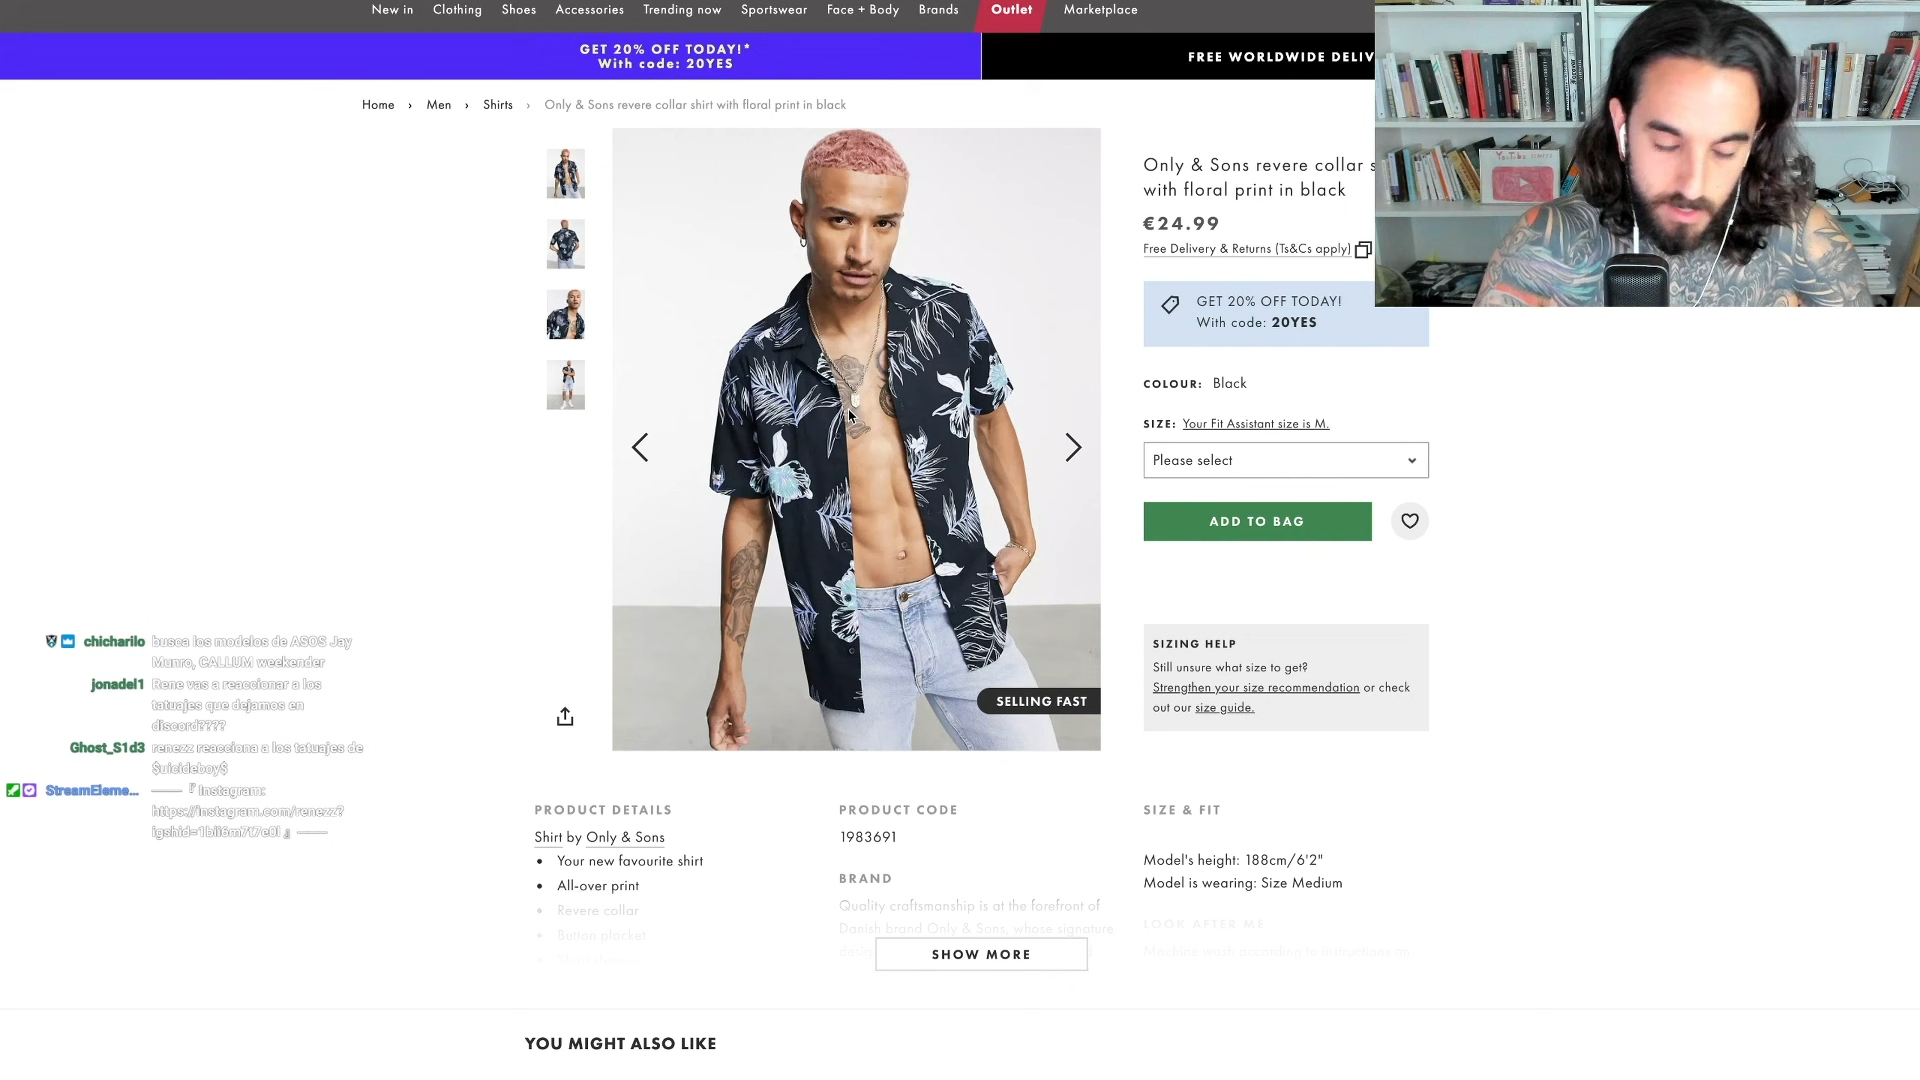 New in Clothing Shoes Accessories Trending now Sportswear Face + Body Brands Outlet Marketplace
GET 20% OFF TODAY!*
With code: 20YES
FREE WORLDWIDE DELIV
Home › Men › Shirts › Only & Sons revere collar shirt with floral print in black
YouTube
Only & Sons revere collar s
with floral print in black
€24.99
Free Delivery & Returns (Ts&Cs apply)
GET 20% OFF TODAY!
With code: 20YES
COLOUR: Black
SIZE: Your Fit Assistant size is M.
Please select
ADD TO BAG
SELLING FAST
SIZING HELP
Still unsure what size to get?
Strengthen your size recommendation or check
out our size guide.
chicharilo busca los modelos de ASOS Jay
Munro, CALLUM weekender
jonadel1 Rene vas a reaccionar a los
tatuajes que dejamos en
discord????
Ghost_S1d3 renezz reacciona a los tatuajes de
$uicideboy$
StreamEleme... ——『 Instagram:
https://instagram.com/renezz?
igshid=1bii6m7t7e0l 』 ——
PRODUCT DETAILS
Shirt by Only & Sons
• Your new favourite shirt
• All-over print
• Revere collar
• Button placket
PRODUCT CODE
1983691
BRAND
Quality craftsmanship is at the forefront of
Danish brand Only & Sons, whose signature
SHOW MORE
SIZE & FIT
Model's height: 188cm/6'2"
Model is wearing: Size Medium
LOOK AFTER ME
Machine wash according to instructions on
YOU MIGHT ALSO LIKE